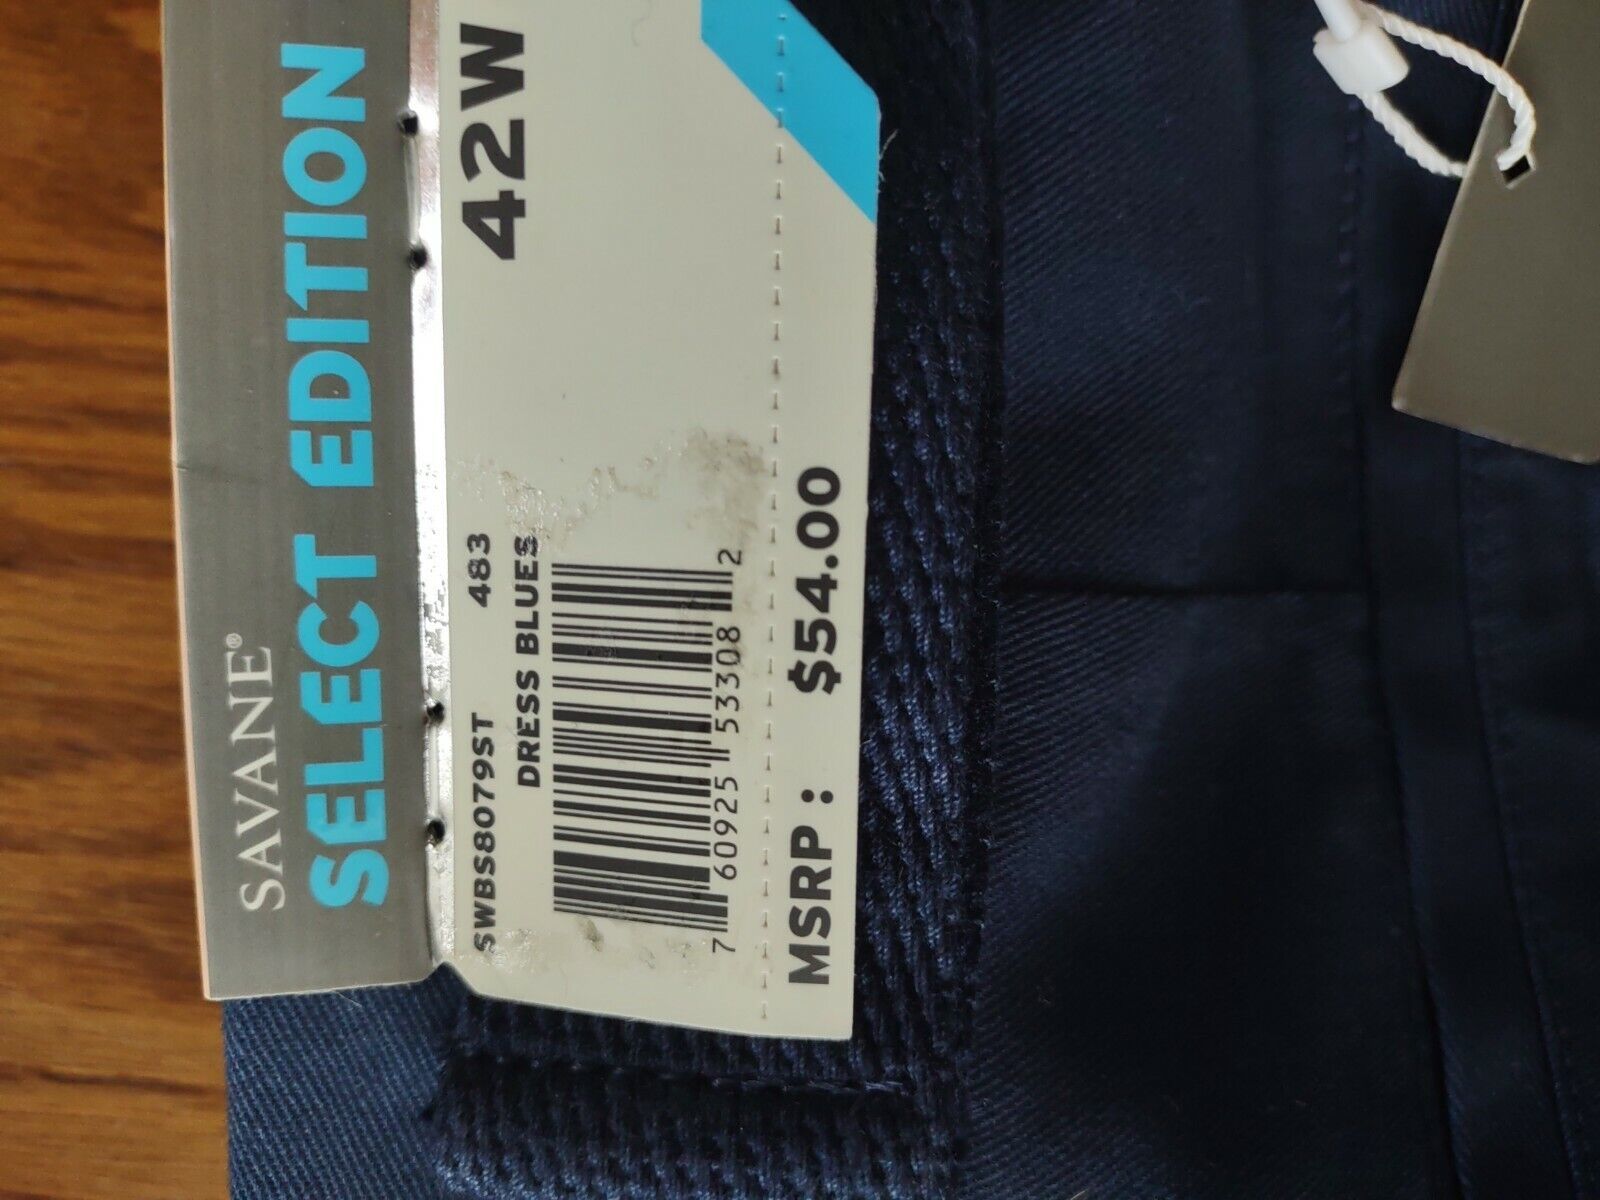 SAVANE®
SELECT EDITION
42W
SWBS8079ST 483
DRESS BLUES
7 60925 53308 2
MSRP : $54.00